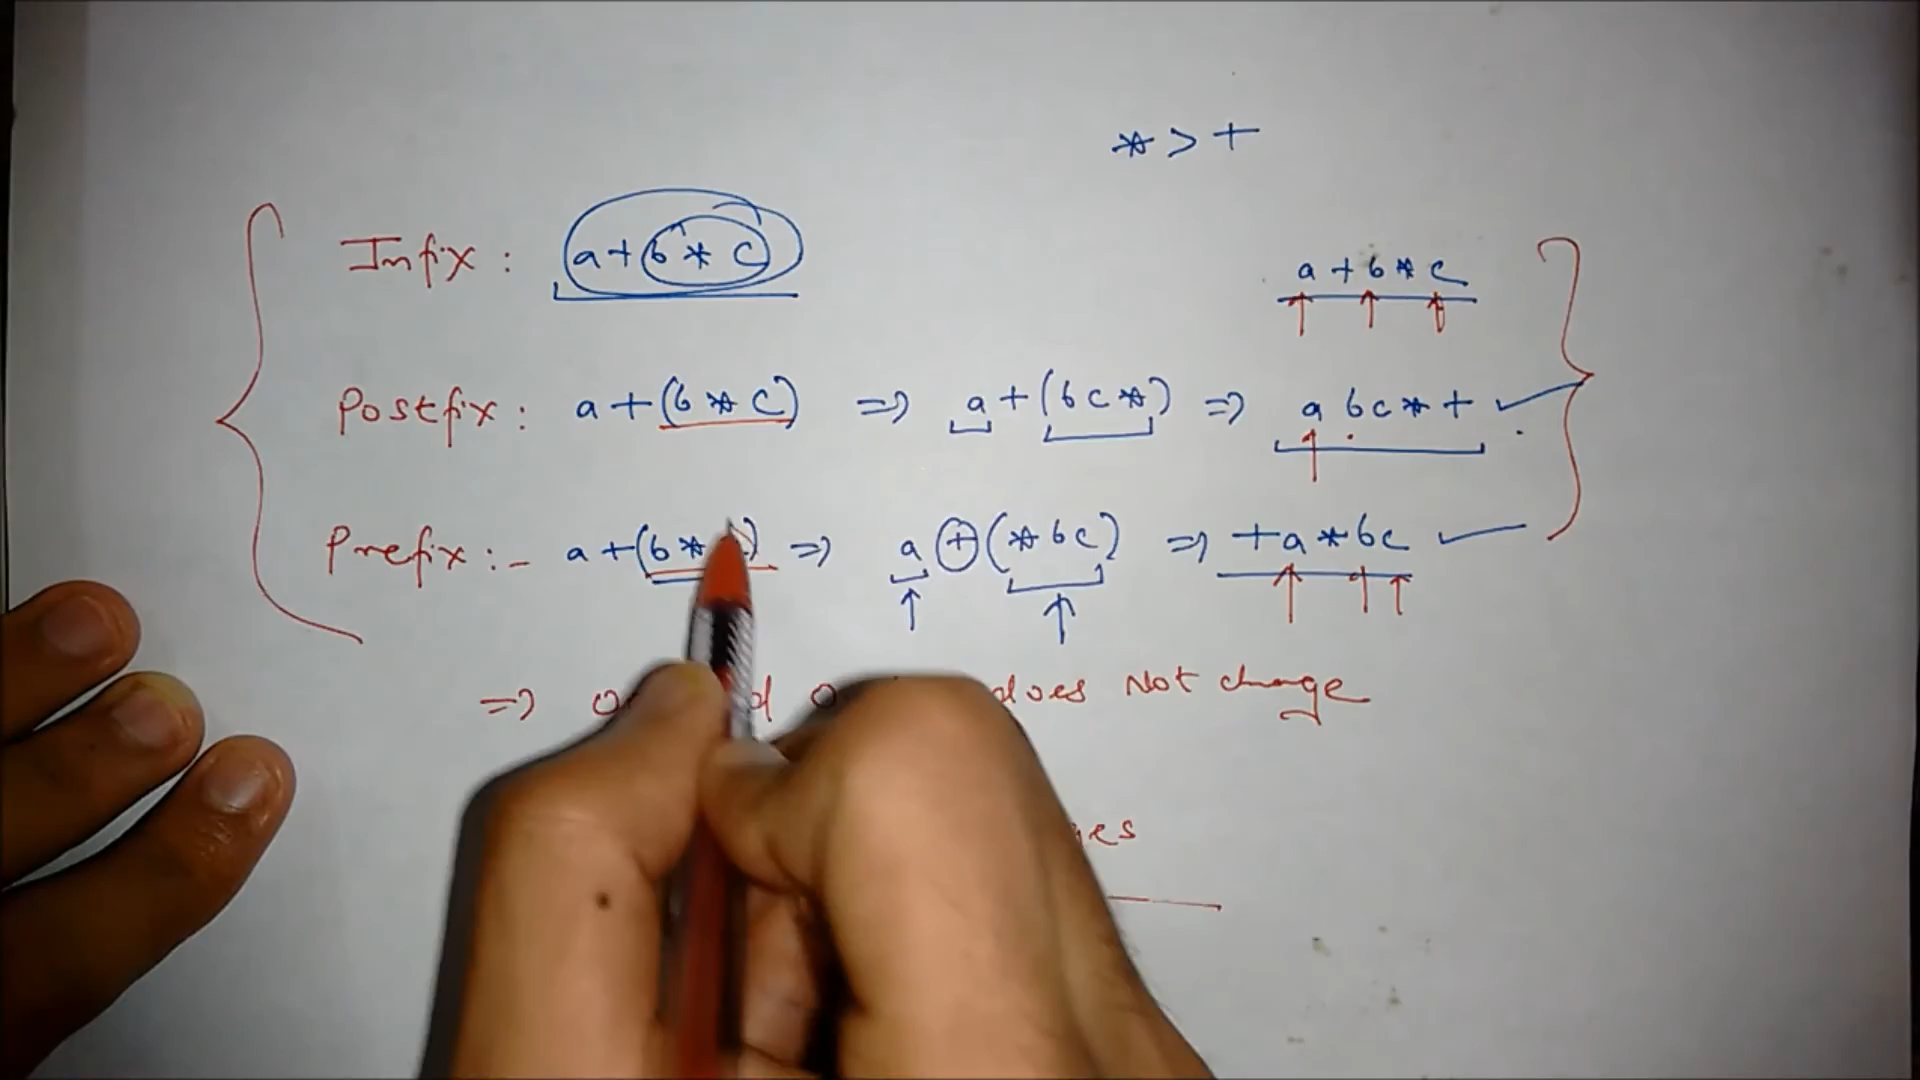 * > +
Infix : a + b * c
a + b * c
Postfix : a + (b * c) => a + (bc*) => abc*+
Prefix :- a + (b * => a + (*bc) => +a*bc
=> does Not change